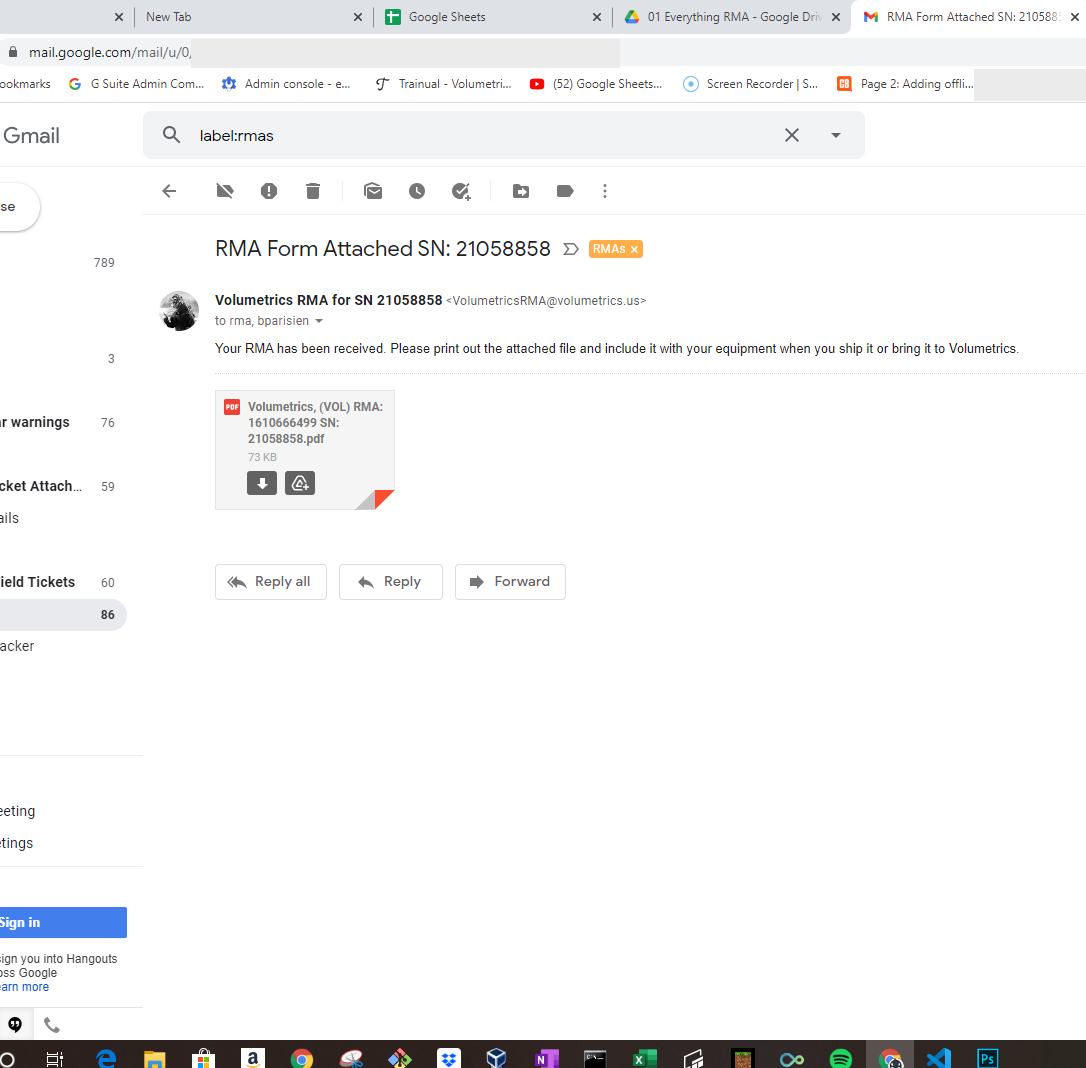 New Tab
Google Sheets
01 Everything RMA - Google Driv
RMA Form Attached SN: 2105885
mail.google.com/mail/u/0/
ookmarks
G Suite Admin Com...
Admin console - e...
Trainual - Volumetri...
(52) Google Sheets...
Screen Recorder | S...
GB
Page 2: Adding offli...
Gmail
label:rmas
se
789
3
r warnings
76
cket Attach...
59
ails
ield Tickets
60
86
acker
RMA Form Attached SN: 21058858
RMAs x
Volumetrics RMA for SN 21058858 <VolumetricsRMA@volumetrics.us>
to rma, bparisien
Your RMA has been received. Please print out the attached file and include it with your equipment when you ship it or bring it to Volumetrics.
PDF
Volumetrics, (VOL) RMA:
1610666499 SN:
21058858.pdf
73 KB
Reply all
Reply
Forward
eeting
etings
Sign in
sign you into Hangouts
oss Google
earn more
Ps